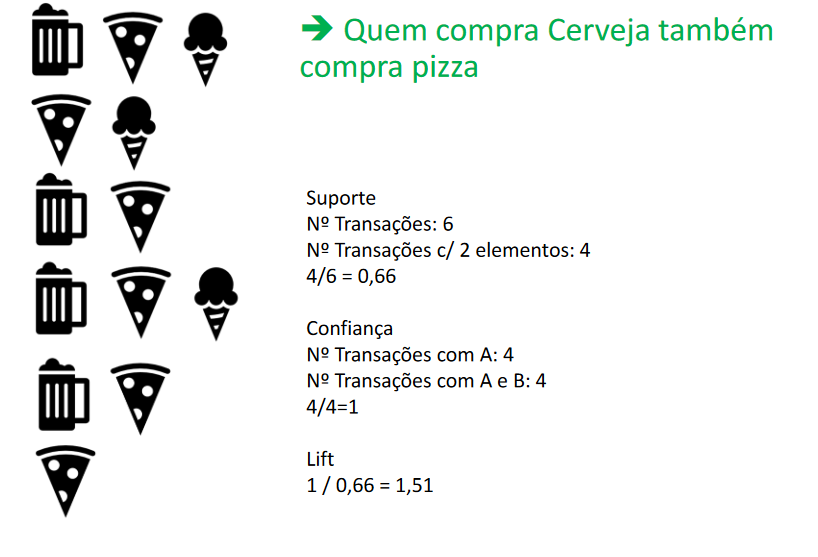 ➔ Quem compra Cerveja também
compra pizza
Suporte
Nº Transações: 6
Nº Transações c/ 2 elementos: 4
4/6 = 0,66
Confiança
Nº Transações com A: 4
Nº Transações com A e B: 4
4/4=1
Lift
1 / 0,66 = 1,51